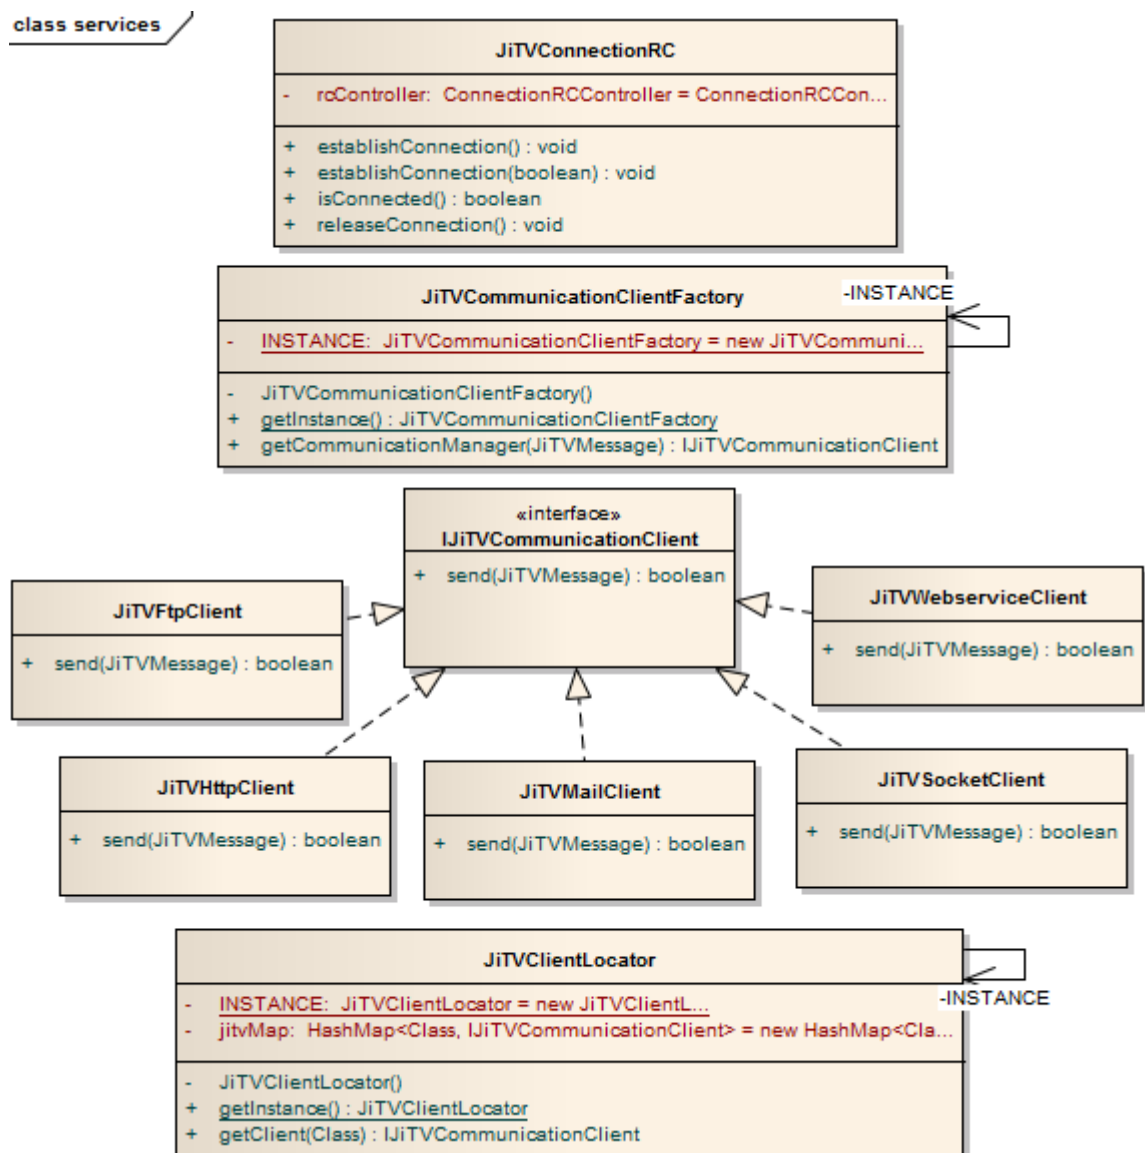 class services
JiTVConnectionRC
- rcController: ConnectionRCController = ConnectionRCCon...
+ establishConnection() : void
+ establishConnection(boolean) : void
+ isConnected() : boolean
+ releaseConnection() : void
JiTVCommunicationClientFactory
-INSTANCE
- INSTANCE: JiTVCommunicationClientFactory = new JiTVCommuni...
- JiTVCommunicationClientFactory()
+ getInstance() : JiTVCommunicationClientFactory
+ getCommunicationManager(JiTVMessage) : IJiTVCommunicationClient
«interface»
IJiTVCommunicationClient
+ send(JiTVMessage) : boolean
JiTVFtpClient
+ send(JiTVMessage) : boolean
JiTVWebserviceClient
+ send(JiTVMessage) : boolean
JiTVHttpClient
+ send(JiTVMessage) : boolean
JiTVMailClient
+ send(JiTVMessage) : boolean
JiTVSocketClient
+ send(JiTVMessage) : boolean
JiTVClientLocator
-INSTANCE
- INSTANCE: JiTVClientLocator = new JiTVClientL...
- jitvMap: HashMap<Class, IJiTVCommunicationClient> = new HashMap<Cla...
- JiTVClientLocator()
+ getInstance() : JiTVClientLocator
+ getClient(Class) : IJiTVCommunicationClient